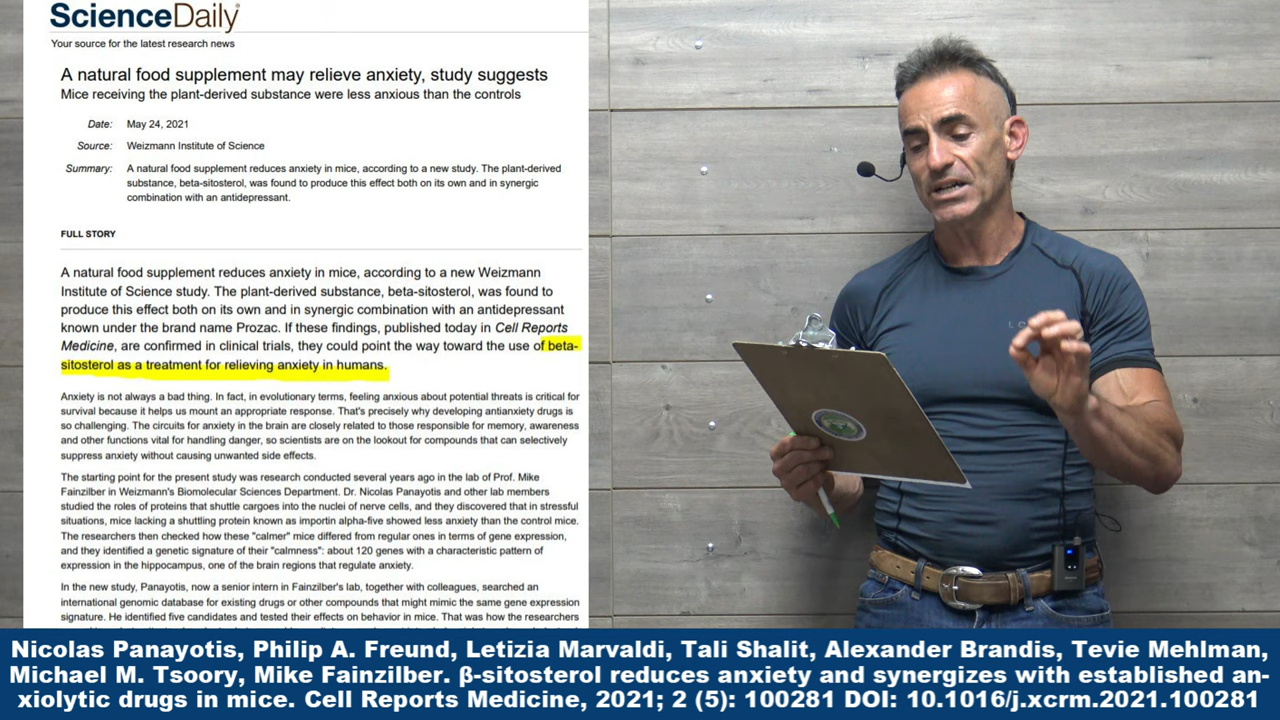 ScienceDaily
Your source for the latest research news
A natural food supplement may relieve anxiety, study suggests
Mice receiving the plant-derived substance were less anxious than the controls
Date: May 24, 2021
Source: Weizmann Institute of Science
Summary: A natural food supplement reduces anxiety in mice, according to a new study. The plant-derived
substance, beta-sitosterol, was found to produce this effect both on its own and in synergic
combination with an antidepressant.
FULL STORY
A natural food supplement reduces anxiety in mice, according to a new Weizmann
Institute of Science study. The plant-derived substance, beta-sitosterol, was found to
produce this effect both on its own and in synergic combination with an antidepressant
known under the brand name Prozac. If these findings, published today in Cell Reports
Medicine, are confirmed in clinical trials, they could point the way toward the use of beta-
sitosterol as a treatment for relieving anxiety in humans.
Anxiety is not always a bad thing. In fact, in evolutionary terms, feeling anxious about potential threats is critical for
survival because it helps us mount an appropriate response. That's precisely why developing antianxiety drugs is
so challenging. The circuits for anxiety in the brain are closely related to those responsible for memory, awareness
and other functions vital for handling danger, so scientists are on the lookout for compounds that can selectively
suppress anxiety without causing unwanted side effects.
The starting point for the present study was research conducted several years ago in the lab of Prof. Mike
Fainzilber in Weizmann's Biomolecular Sciences Department. Dr. Nicolas Panayotis and other lab members
studied the roles of proteins that shuttle cargoes into the nuclei of nerve cells, and they discovered that in stressful
situations, mice lacking a shuttling protein known as importin alpha-five showed less anxiety than the control mice.
The researchers then checked how these "calmer" mice differed from regular ones in terms of gene expression,
and they identified a genetic signature of their "calmness": about 120 genes with a characteristic pattern of
expression in the hippocampus, one of the brain regions that regulate anxiety.
In the new study, Panayotis, now a senior intern in Fainzilber's lab, together with colleagues, searched an
international genomic database for existing drugs or other compounds that might mimic the same gene expression
signature. He identified five candidates and tested their effects on behavior in mice. That was how the researchers
Nicolas Panayotis, Philip A. Freund, Letizia Marvaldi, Tali Shalit, Alexander Brandis, Tevie Mehlman,
Michael M. Tsoory, Mike Fainzilber. β-sitosterol reduces anxiety and synergizes with established an-
xiolytic drugs in mice. Cell Reports Medicine, 2021; 2 (5): 100281 DOI: 10.1016/j.xcrm.2021.100281